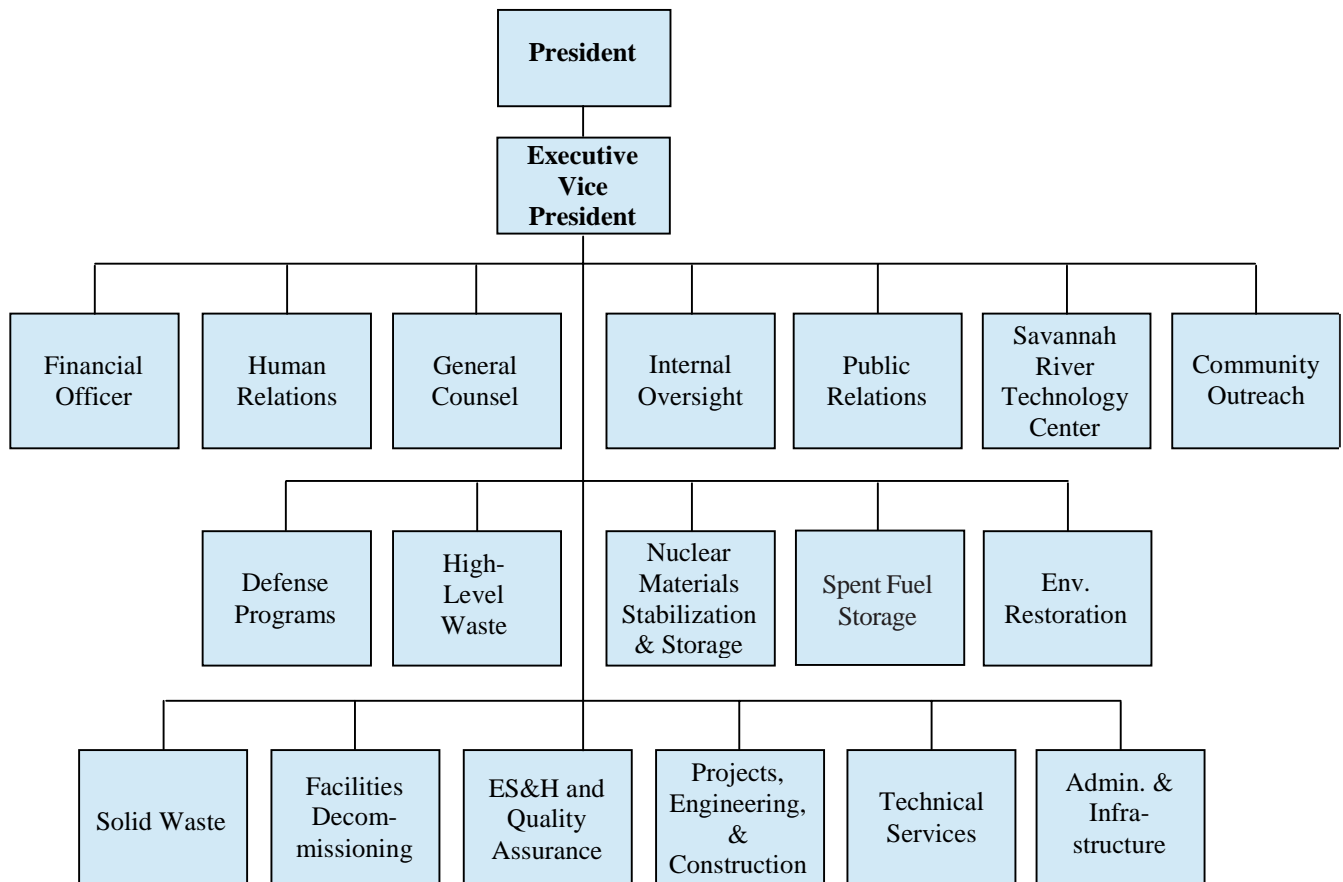 President
Executive
Vice
President
Financial
Officer
Human
Relations
General
Counsel
Internal
Oversight
Public
Relations
Savannah
River
Technology
Center
Community
Outreach
Defense
Programs
High-
Level
Waste
Nuclear
Materials
Stabilization
& Storage
Spent Fuel
Storage
Env.
Restoration
Solid Waste
Facilities
Decom-
missioning
ES&H and
Quality
Assurance
Projects,
Engineering,
&
Construction
Technical
Services
Admin. &
Infra-
structure